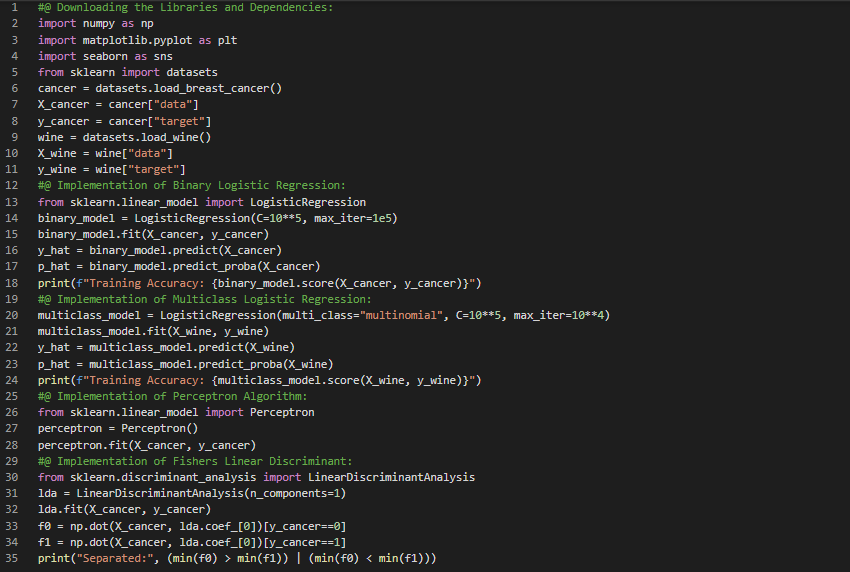 1 #@ Downloading the Libraries and Dependencies:
2 import numpy as np
3 import matplotlib.pyplot as plt
4 import seaborn as sns
5 from sklearn import datasets
6 cancer = datasets.load_breast_cancer()
7 X_cancer = cancer["data"]
8 y_cancer = cancer["target"]
9 wine = datasets.load_wine()
10 X_wine = wine["data"]
11 y_wine = wine["target"]
12 #@ Implementation of Binary Logistic Regression:
13 from sklearn.linear_model import LogisticRegression
14 binary_model = LogisticRegression(C=10**5, max_iter=1e5)
15 binary_model.fit(X_cancer, y_cancer)
16 y_hat = binary_model.predict(X_cancer)
17 p_hat = binary_model.predict_proba(X_cancer)
18 print(f"Training Accuracy: {binary_model.score(X_cancer, y_cancer)}")
19 #@ Implementation of Multiclass Logistic Regression:
20 multiclass_model = LogisticRegression(multi_class="multinomial", C=10**5, max_iter=10**4)
21 multiclass_model.fit(X_wine, y_wine)
22 y_hat = multiclass_model.predict(X_wine)
23 p_hat = multiclass_model.predict_proba(X_wine)
24 print(f"Training Accuracy: {multiclass_model.score(X_wine, y_wine)}")
25 #@ Implementation of Perceptron Algorithm:
26 from sklearn.linear_model import Perceptron
27 perceptron = Perceptron()
28 perceptron.fit(X_cancer, y_cancer)
29 #@ Implementation of Fishers Linear Discriminant:
30 from sklearn.discriminant_analysis import LinearDiscriminantAnalysis
31 lda = LinearDiscriminantAnalysis(n_components=1)
32 lda.fit(X_cancer, y_cancer)
33 f0 = np.dot(X_cancer, lda.coef_[0])[y_cancer==0]
34 f1 = np.dot(X_cancer, lda.coef_[0])[y_cancer==1]
35 print("Separated:", (min(f0) > min(f1)) | (min(f0) < min(f1)))